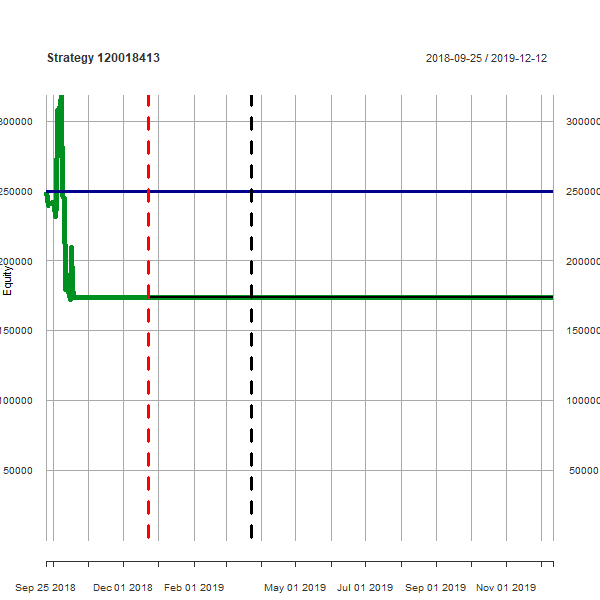 Strategy 120018413
2018-09-25 / 2019-12-12
300000 300000
250000 250000
200000 200000
Equity
150000 150000
100000 100000
50000 50000
Sep 25 2018 Dec 01 2018 Feb 01 2019 May 01 2019 Jul 01 2019 Sep 01 2019 Nov 01 2019